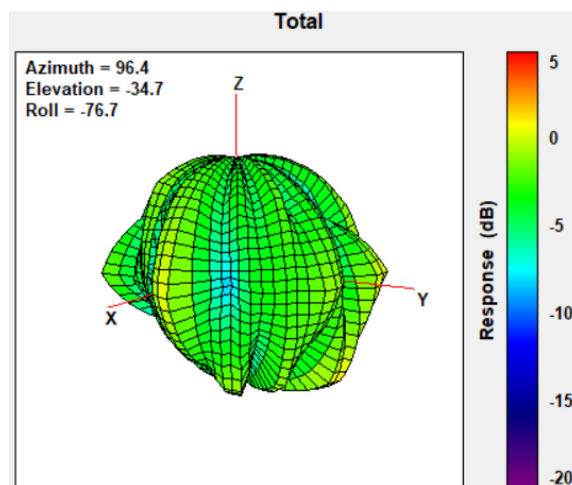 Total
Azimuth = 96.4
Elevation = -34.7
Roll = -76.7
Z
X
Y
5
0
-5
-10
-15
-20
Response (dB)